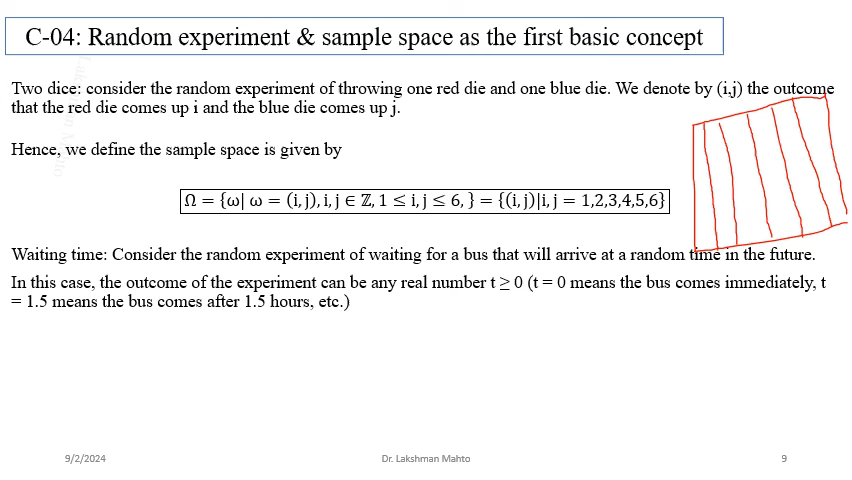 C-04: Random experiment & sample space as the first basic concept
Two dice: consider the random experiment of throwing one red die and one blue die. We denote by (i,j) the outcome
that the red die comes up i and the blue die comes up j.
Hence, we define the sample space is given by
Ω = {ω| ω = (i, j), i, j ∈ ℤ, 1 ≤ i, j ≤ 6, } = {(i, j)|i, j = 1,2,3,4,5,6}
Waiting time: Consider the random experiment of waiting for a bus that will arrive at a random time in the future.
In this case, the outcome of the experiment can be any real number t ≥ 0 (t = 0 means the bus comes immediately, t
= 1.5 means the bus comes after 1.5 hours, etc.)
9/2/2024
Dr. Lakshman Mahto
9